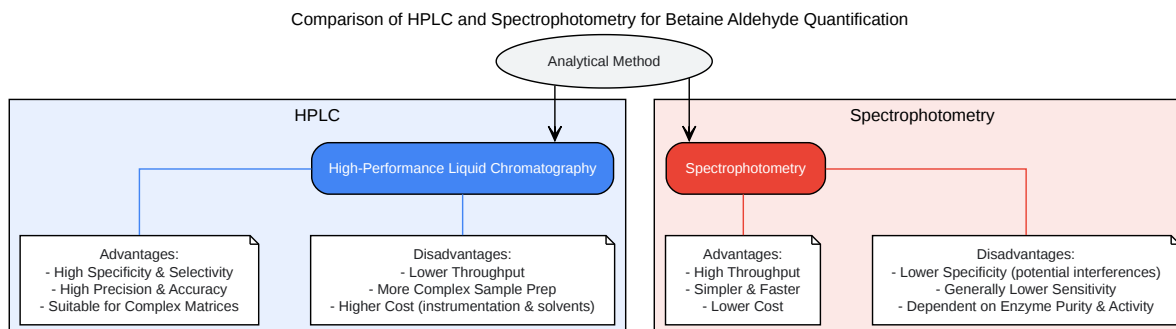 Comparison of HPLC and Spectrophotometry for Betaine Aldehyde Quantification
Analytical Method
HPLC
High-Performance Liquid Chromatography
Advantages:
- High Specificity & Selectivity
- High Precision & Accuracy
- Suitable for Complex Matrices
Disadvantages:
- Lower Throughput
- More Complex Sample Prep
- Higher Cost (instrumentation & solvents)
Spectrophotometry
Spectrophotometry
Advantages:
- High Throughput
- Simpler & Faster
- Lower Cost
Disadvantages:
- Lower Specificity (potential interferences)
- Generally Lower Sensitivity
- Dependent on Enzyme Purity & Activity